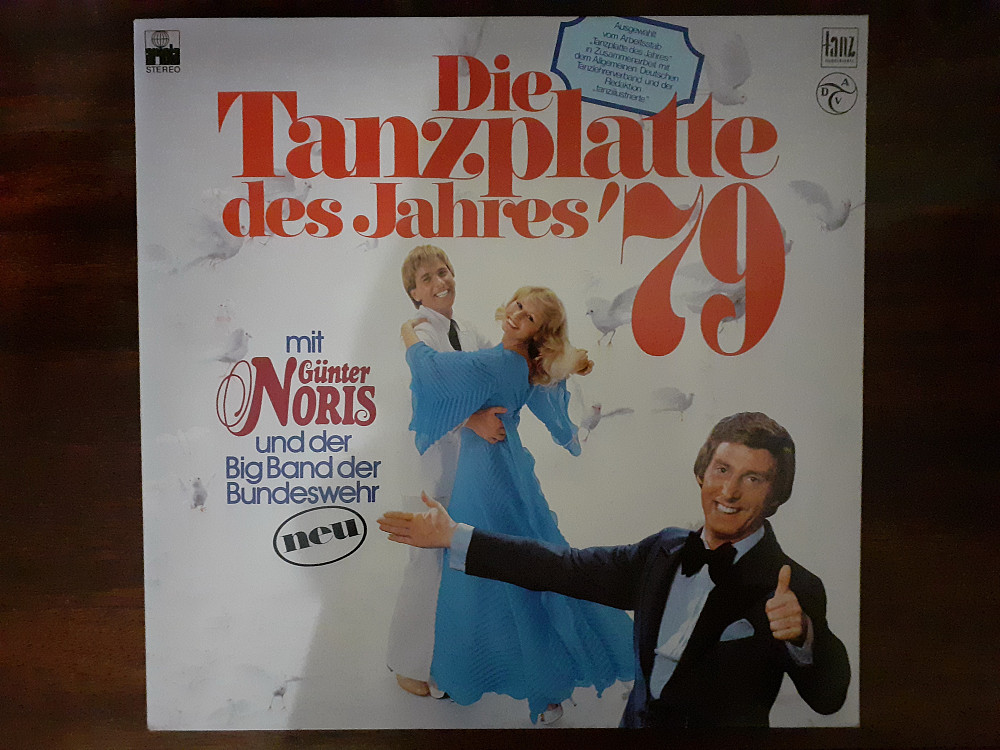 ariola
STEREO
Ausgewählt
vom Arbeitsstab
„Tanzplatte des Jahres“
in Zusammenarbeit mit
dem Allgemeinen Deutschen
Tanzlehrerverband und der
Redaktion
„tanzillustrierte“
tanz
A
D
V
Die
Tanzplatte
des Jahres '79
mit
Günter
NORIS
und der
Big Band der
Bundeswehr
neu